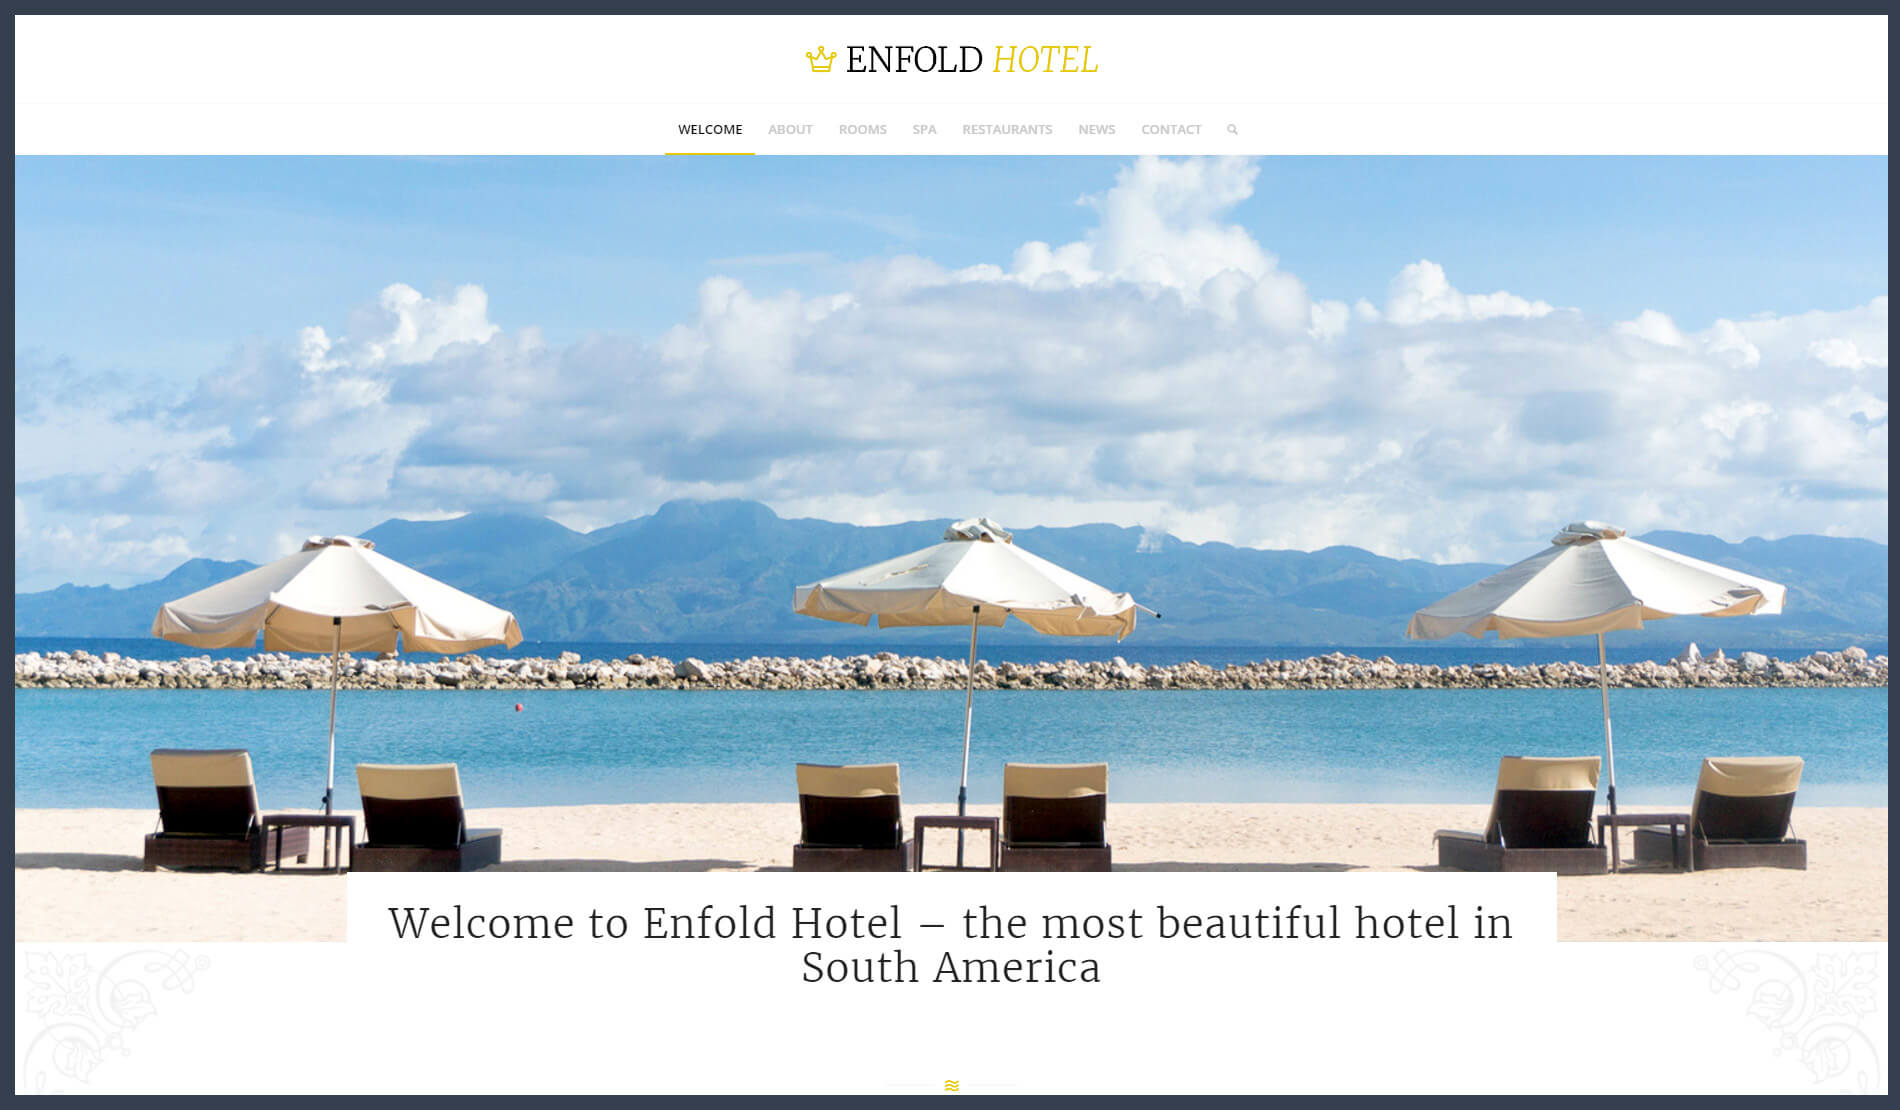 ENFOLD HOTEL
WELCOME ABOUT ROOMS SPA RESTAURANTS NEWS CONTACT
Welcome to Enfold Hotel – the most beautiful hotel in
South America